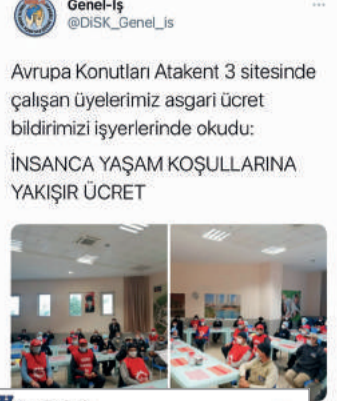 Genel-İş
@DiSK_Genel_is
Avrupa Konutları Atakent 3 sitesinde
çalışan üyelerimiz asgari ücret
bildirimizi işyerlerinde okudu:
İNSANCA YAŞAM KOŞULLARINA
YAKIŞIR ÜCRET